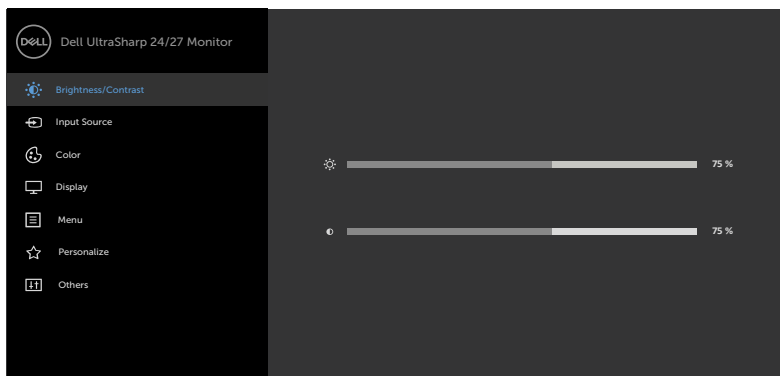 DELL
Dell UltraSharp 24/27 Monitor
Brightness/Contrast
Input Source
Color
Display
Menu
Personalize
Others
75 %
75 %